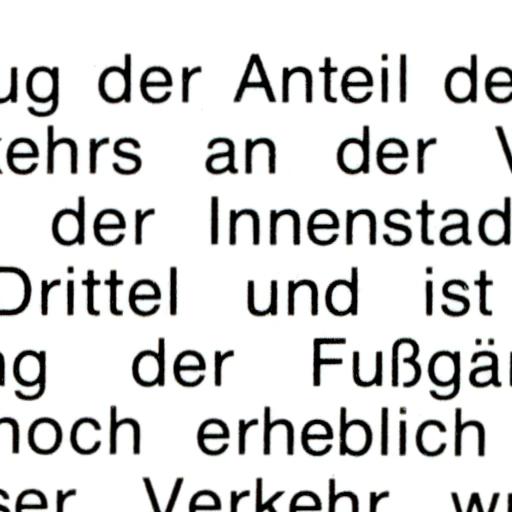 ug der Anteil de
kehrs an der V
der Innenstad
Drittel und ist
ng der Fußgän
noch erheblich
ser Verkehr wu